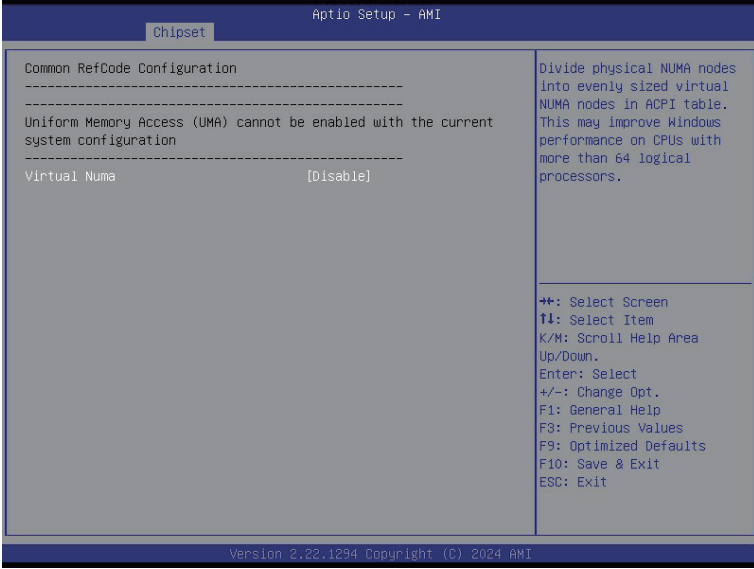 Aptio Setup – AMI
Chipset
Common RefCode Configuration
--------------------------------------------------
--------------------------------------------------
Uniform Memory Access (UMA) cannot be enabled with the current
system configuration
--------------------------------------------------
Virtual Numa [Disable]
Divide physical NUMA nodes
into evenly sized virtual
NUMA nodes in ACPI table.
This may improve Windows
performance on CPUs with
more than 64 logical
processors.
→←: Select Screen
↑↓: Select Item
K/M: Scroll Help Area
Up/Down.
Enter: Select
+/-: Change Opt.
F1: General Help
F3: Previous Values
F9: Optimized Defaults
F10: Save & Exit
ESC: Exit
Version 2.22.1294 Copyright (C) 2024 AMI